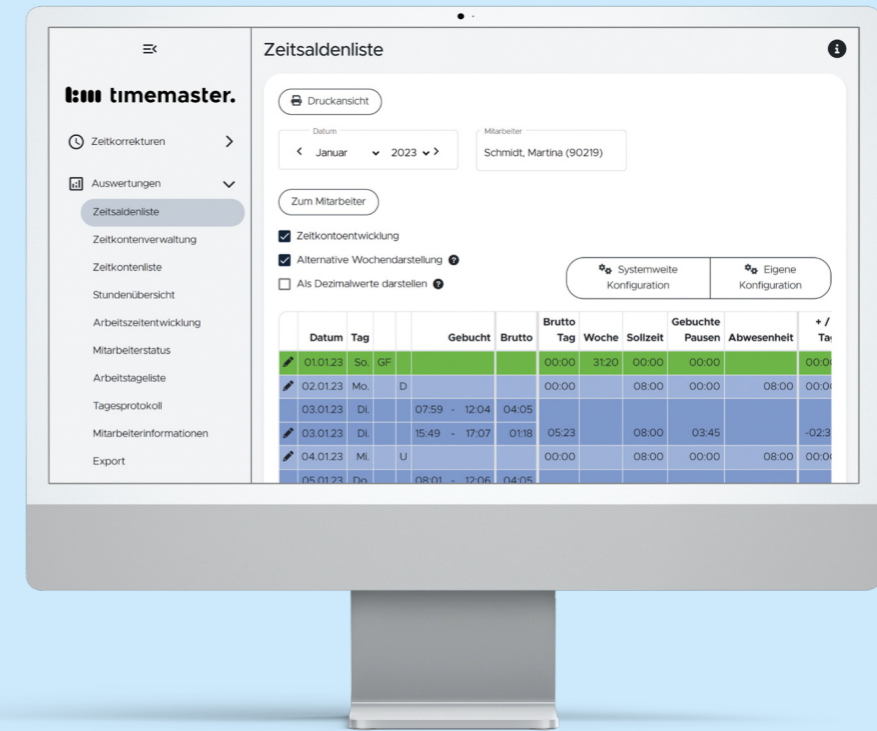 Zeitsaldenliste
timemaster.
Druckansicht
Datum
Mitarbeiter
Januar 2023
Schmidt, Martina (90219)
Zeitkorrekturen
Auswertungen
Zeitsaldenliste
Zeitkontenverwaltung
Zeitkontenliste
Stundenübersicht
Arbeitszeitentwicklung
Mitarbeiterstatus
Arbeitstageliste
Tagesprotokoll
Mitarbeiterinformationen
Export
Zum Mitarbeiter
Zeitkontoentwicklung
Alternative Wochendarstellung
Als Dezimalwerte darstellen
Systemweite
Konfiguration
Eigene
Konfiguration
Brutto Gebuchte + /
Datum Tag Gebucht Brutto Tag Woche Sollzeit Pausen Abwesenheit
01.01.23 So. GF 00:00 31:20 00:00 00:00
02.01.23 Mo. D 00:00 08:00 00:00 08:00
03.01.23 Di. 07:59 - 12:04 04:05
03.01.23 Di. 15:49 - 17:07 01:18 05:23 08:00 03:45 -02:3
04.01.23 Mi. U 00:00 08:00 00:00 08:00
05.01.23 Do. 08:01 - 12:06 04:05